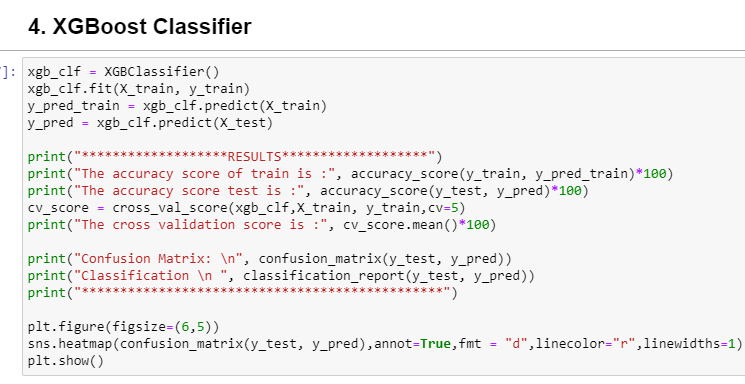 4. XGBoost Classifier
]: xgb_clf = XGBClassifier()
xgb_clf.fit(X_train, y_train)
y_pred_train = xgb_clf.predict(X_train)
y_pred = xgb_clf.predict(X_test)
print("*******************RESULTS*******************")
print("The accuracy score of train is :", accuracy_score(y_train, y_pred_train)*100)
print("The accuracy score test is :", accuracy_score(y_test, y_pred)*100)
cv_score = cross_val_score(xgb_clf,X_train, y_train,cv=5)
print("The cross validation score is :", cv_score.mean()*100)
print("Confusion Matrix: \n", confusion_matrix(y_test, y_pred))
print("Classification \n ", classification_report(y_test, y_pred))
print("***********************************************")
plt.figure(figsize=(6,5))
sns.heatmap(confusion_matrix(y_test, y_pred),annot=True,fmt = "d",linecolor="r",linewidths=1)
plt.show()